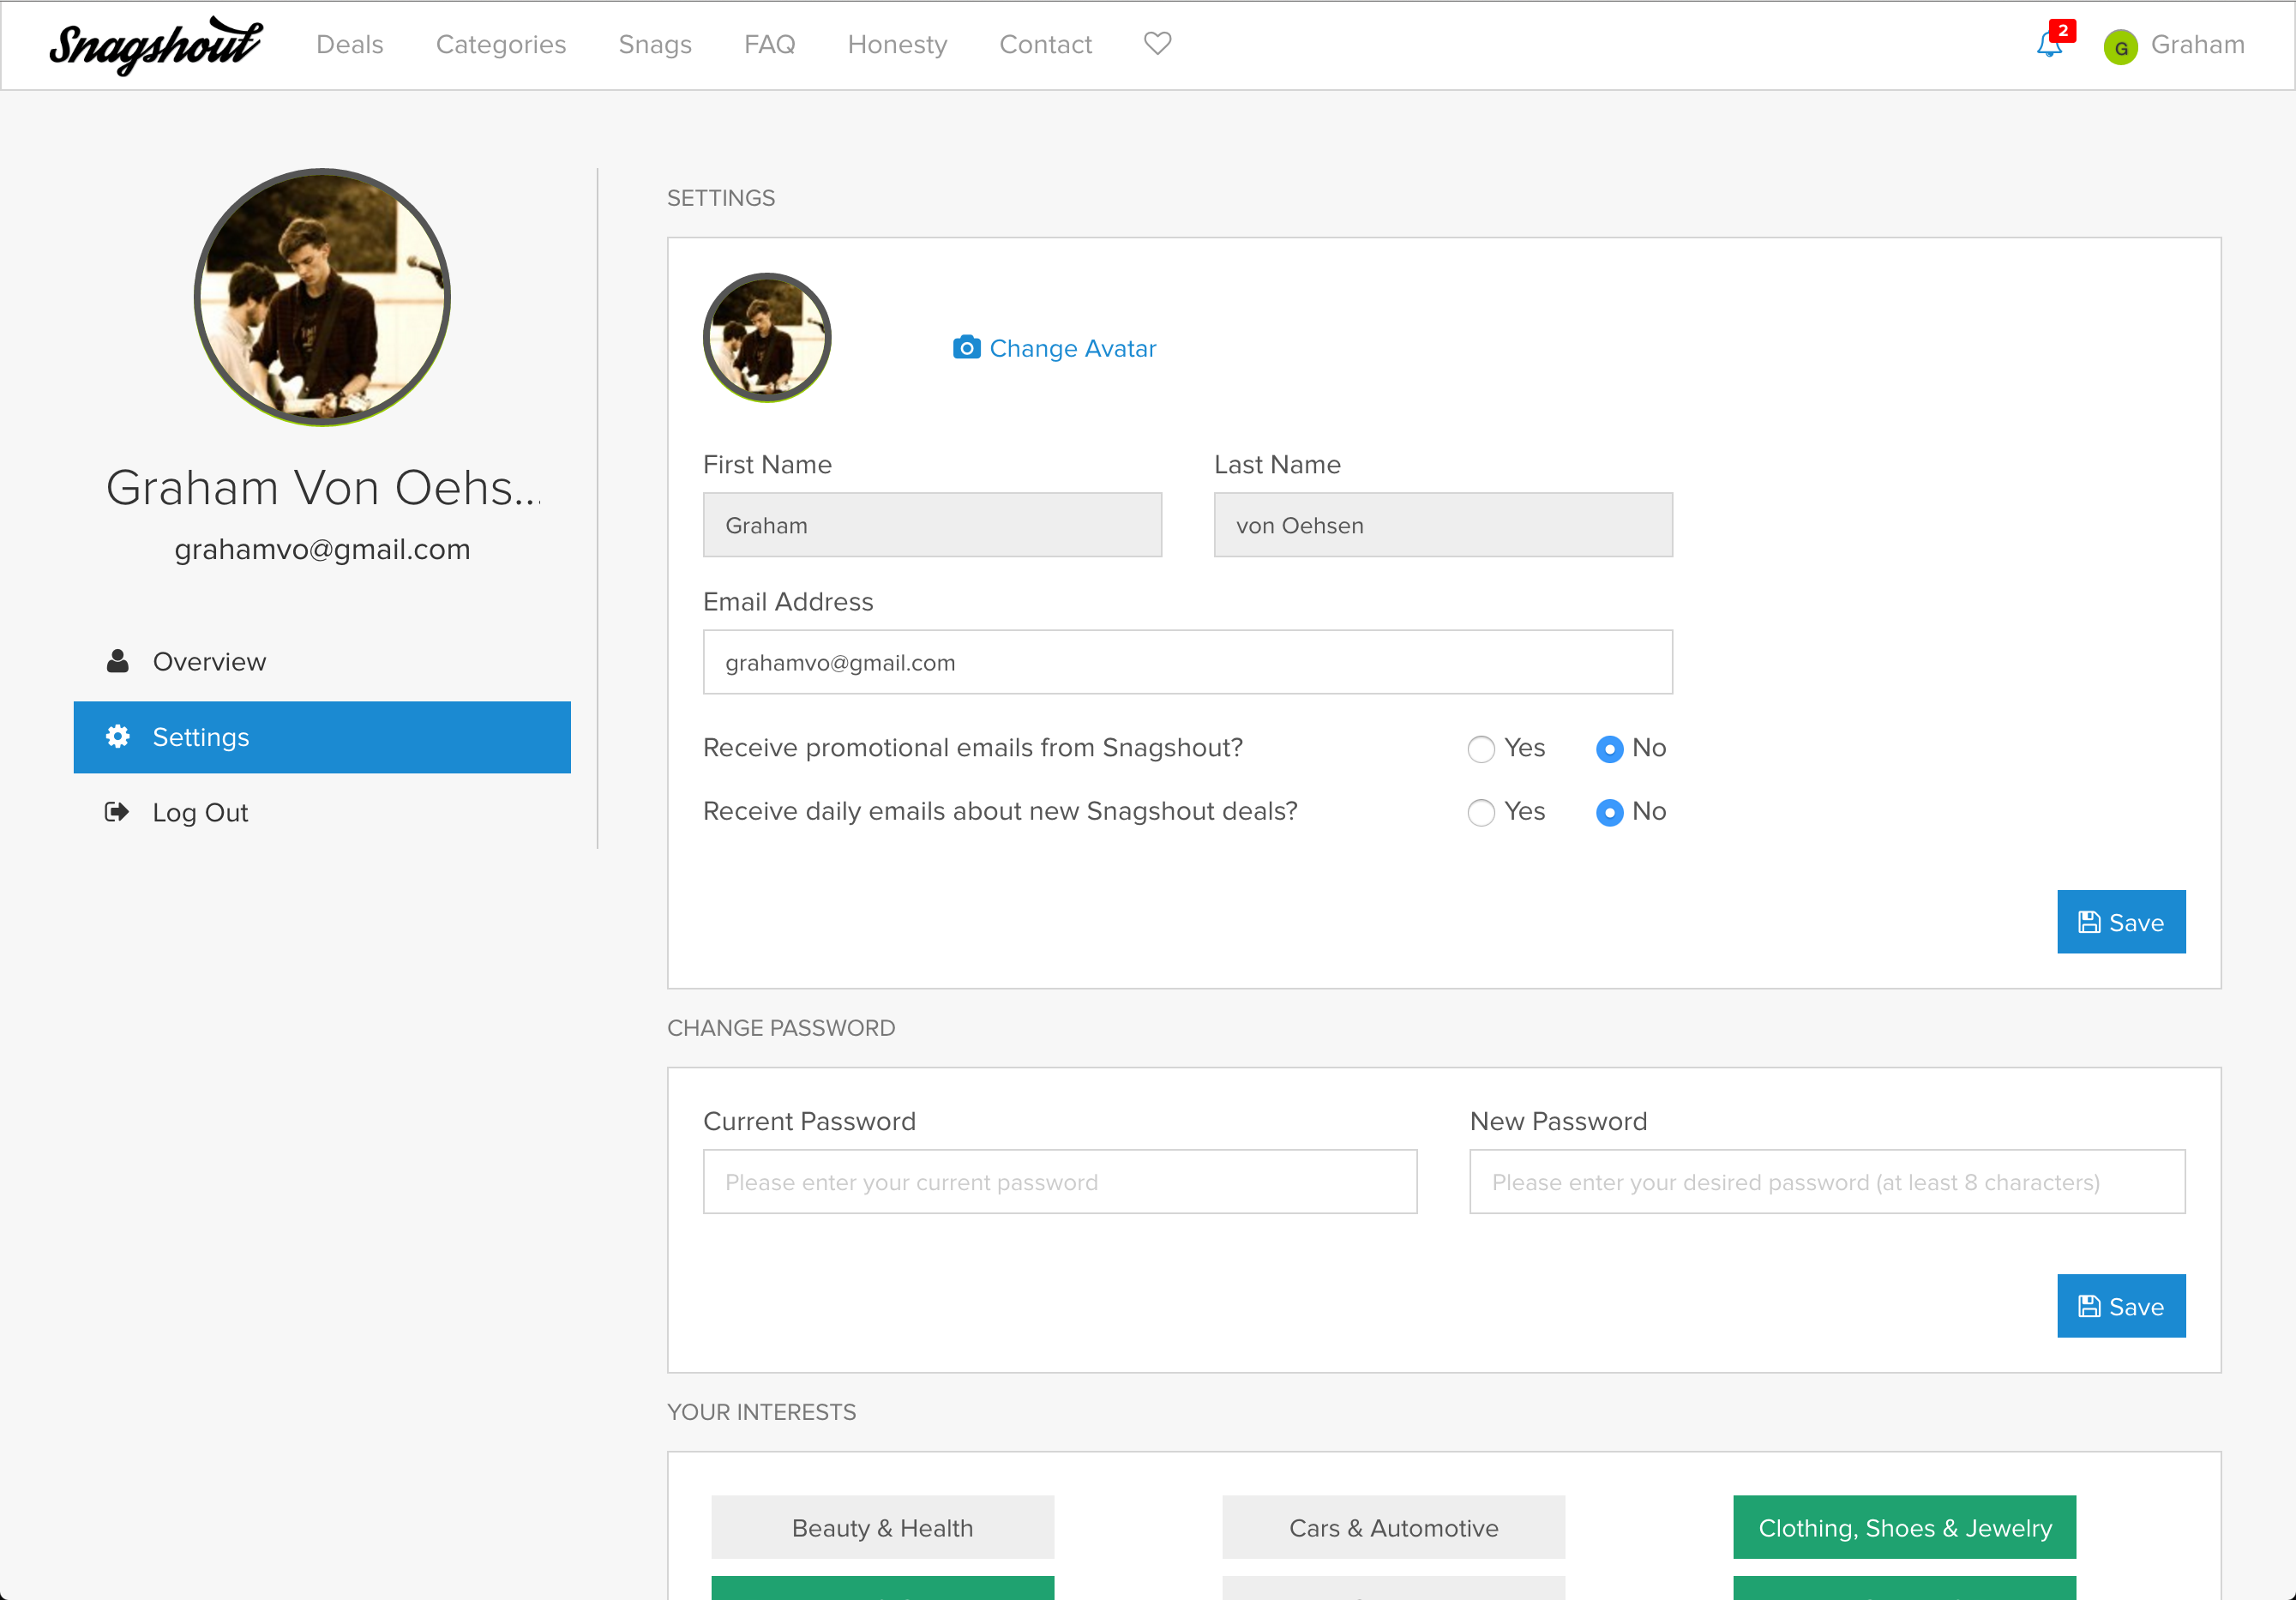 Snagshout Deals Categories Snags FAQ Honesty Contact 2 G Graham
Graham Von Oehs...
grahamvo@gmail.com
Overview
Settings
Log Out
SETTINGS
Change Avatar
First Name Last Name
Graham von Oehsen
Email Address
grahamvo@gmail.com
Receive promotional emails from Snagshout? Yes No
Receive daily emails about new Snagshout deals? Yes No
Save
CHANGE PASSWORD
Current Password New Password
Please enter your current password Please enter your desired password (at least 8 characters)
Save
YOUR INTERESTS
Beauty & Health Cars & Automotive Clothing, Shoes & Jewelry